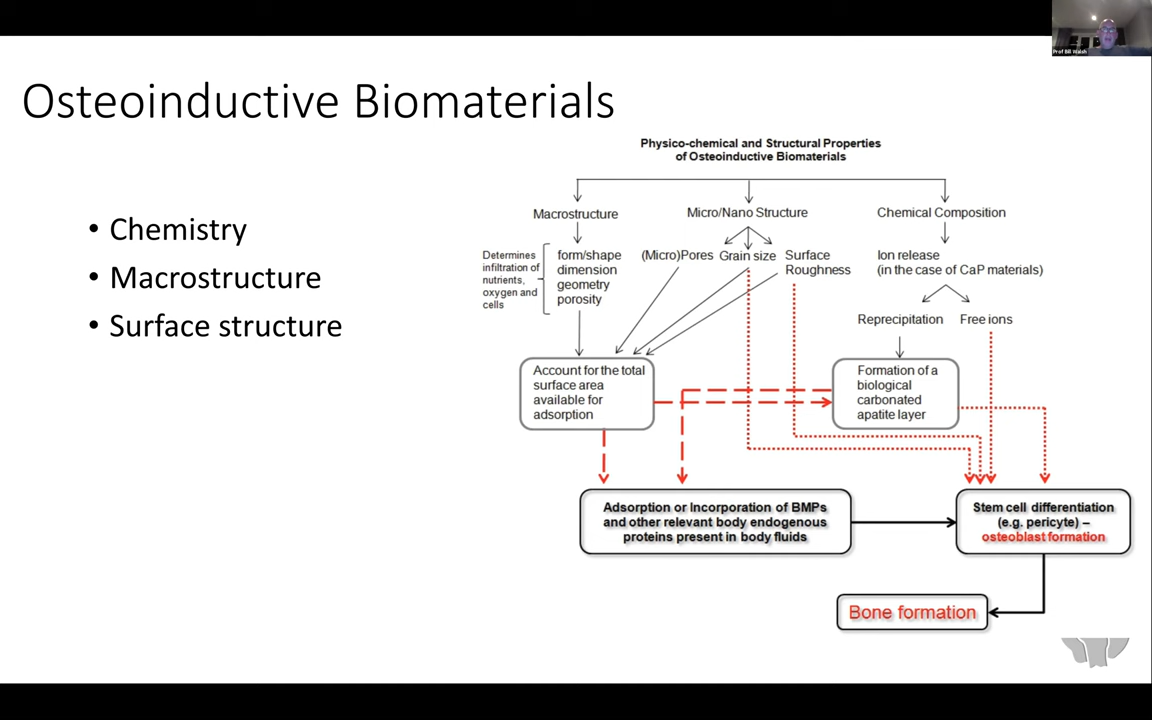 Prof Bill Walsh
Osteoinductive Biomaterials
• Chemistry
• Macrostructure
• Surface structure
Physico-chemical and Structural Properties
of Osteoinductive Biomaterials
Macrostructure
Micro/Nano Structure
Chemical Composition
Determines
infiltration of
nutrients,
oxygen and
cells
form/shape
dimension
geometry
porosity
(Micro)Pores
Grain size
Surface
Roughness
Ion release
(in the case of CaP materials)
Reprecipitation
Free ions
Account for the total
surface area
available for
adsorption
Formation of a
biological
carbonated
apatite layer
Adsorption or Incorporation of BMPs
and other relevant body endogenous
proteins present in body fluids
Stem cell differentiation
(e.g. pericyte) –
osteoblast formation
Bone formation